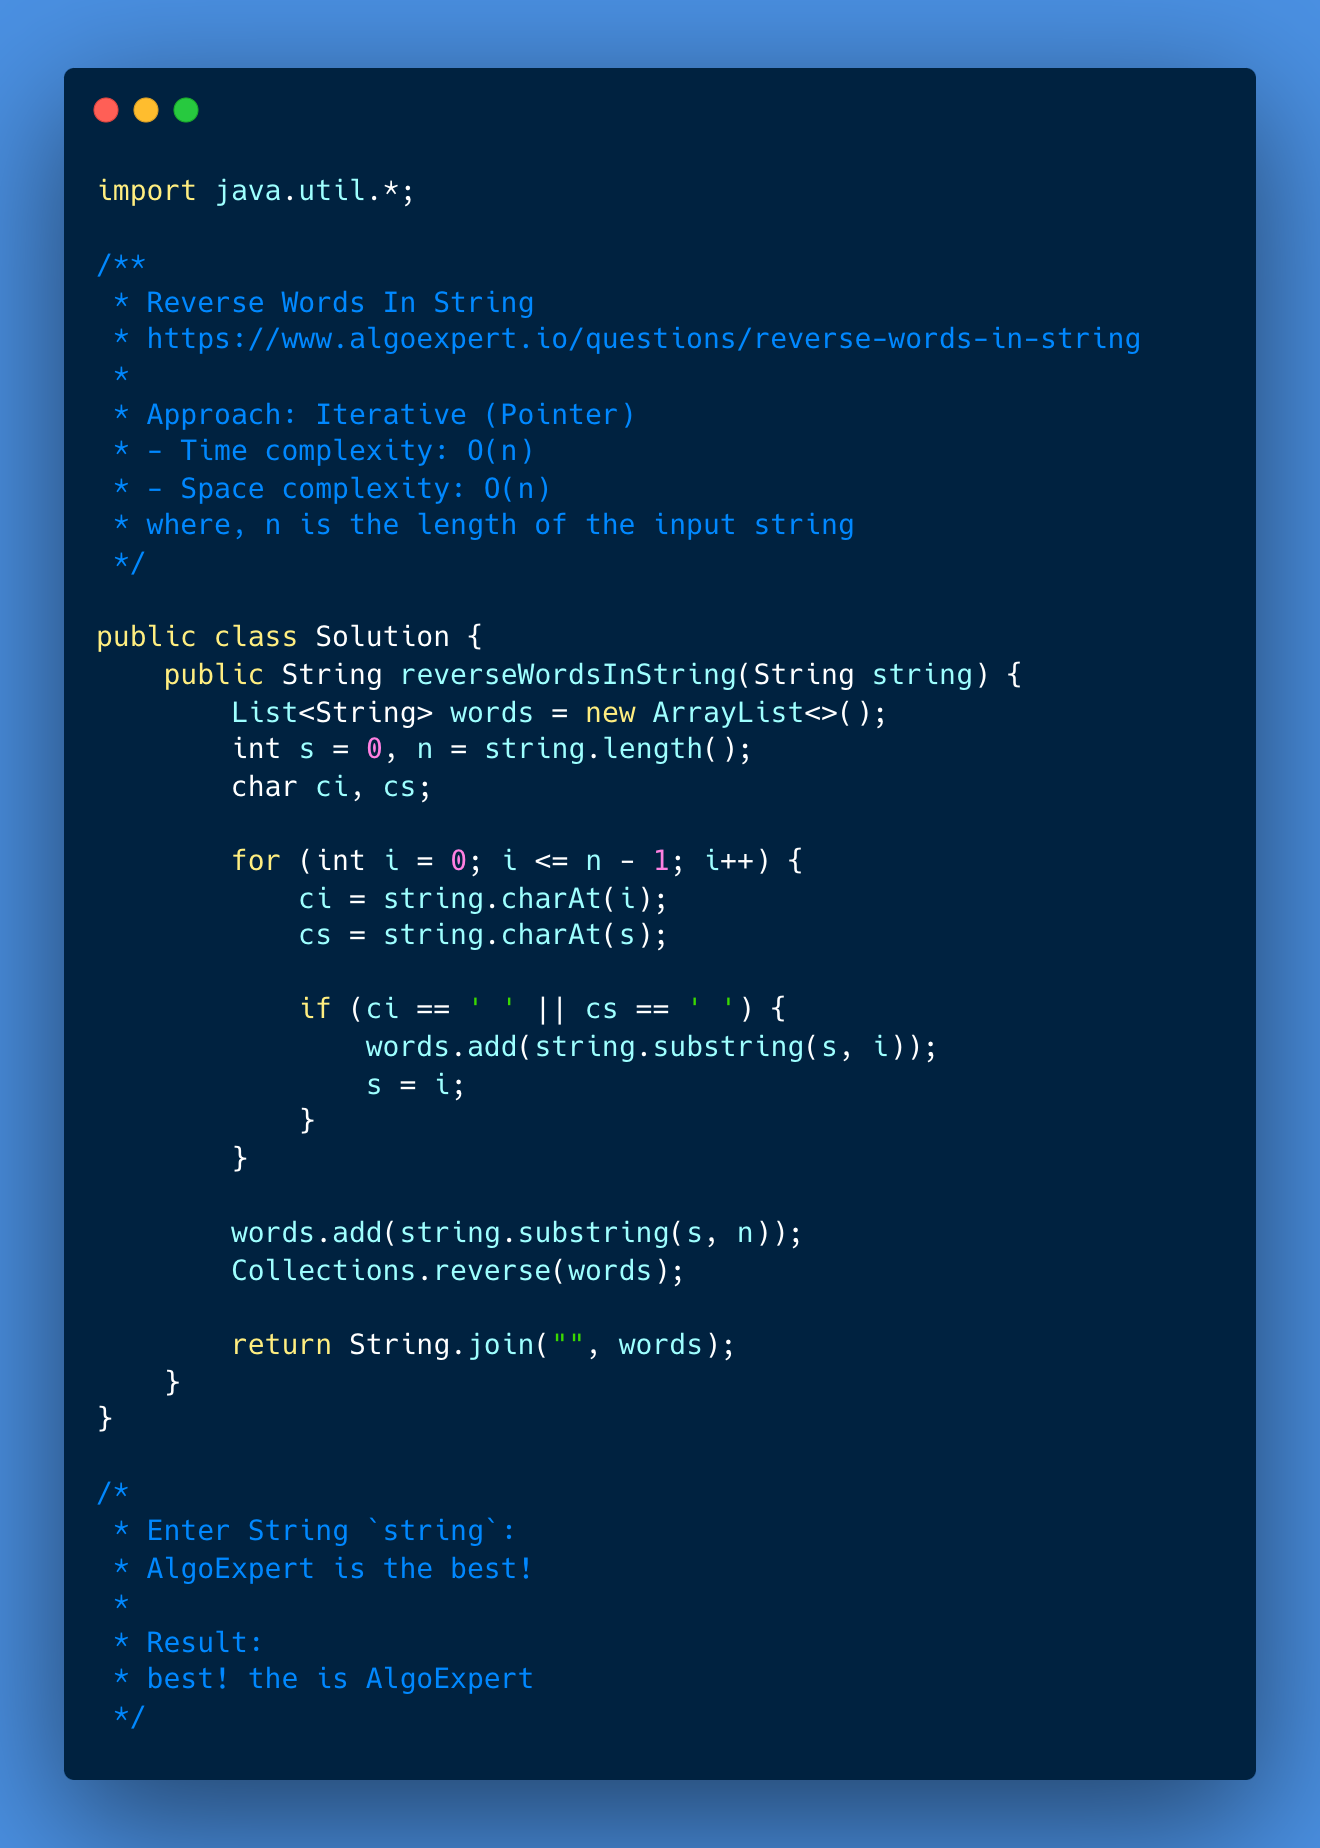 import java.util.*;

/**
 * Reverse Words In String
 * https://www.algoexpert.io/questions/reverse-words-in-string
 *
 * Approach: Iterative (Pointer)
 * - Time complexity: O(n)
 * - Space complexity: O(n)
 * where, n is the length of the input string
 */

public class Solution {
    public String reverseWordsInString(String string) {
        List<String> words = new ArrayList<>();
        int s = 0, n = string.length();
        char ci, cs;

        for (int i = 0; i <= n - 1; i++) {
            ci = string.charAt(i);
            cs = string.charAt(s);

            if (ci == ' ' || cs == ' ') {
                words.add(string.substring(s, i));
                s = i;
            }
        }

        words.add(string.substring(s, n));
        Collections.reverse(words);

        return String.join("", words);
    }
}

/*
 * Enter String `string`:
 * AlgoExpert is the best!
 *
 * Result:
 * best! the is AlgoExpert
 */